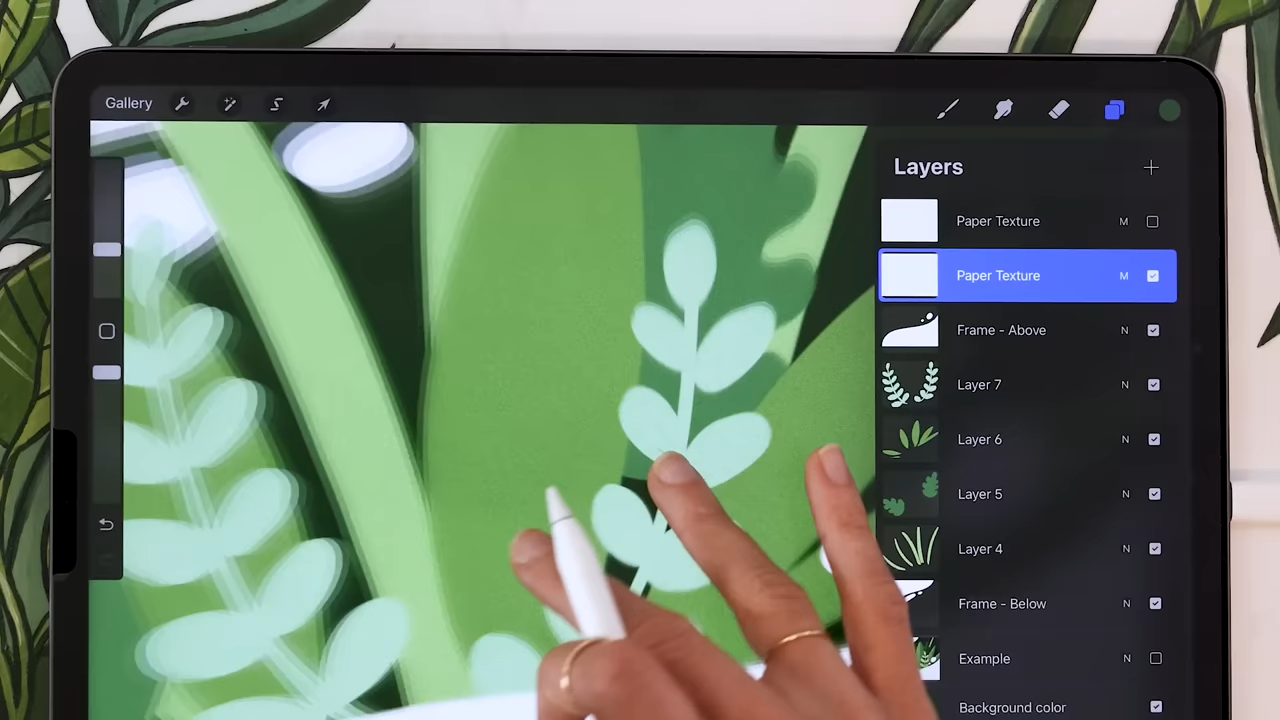 Gallery
Layers
Paper Texture M
Paper Texture M
Frame - Above N
Layer 7 N
Layer 6 N
Layer 5 N
Layer 4 N
Frame - Below N
Example N
Background color